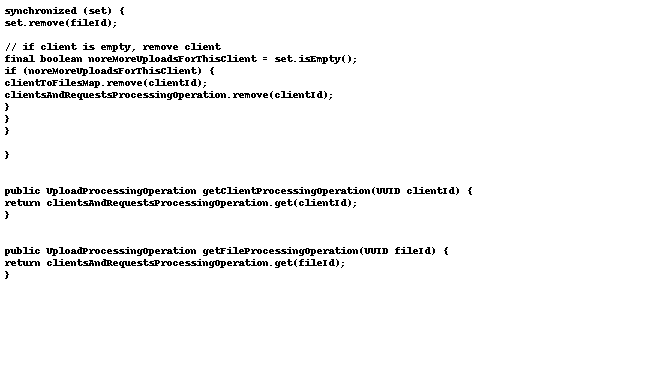 synchronized (set) {
set.remove(fileId);
// if client is empty, remove client
final boolean noreMoreUploadsForThisClient = set.isEmpty();
if (noreMoreUploadsForThisClient) {
clientToFilesMap.remove(clientId);
clientsAndRequestsProcessingOperation.remove(clientId);
}
}
}
}
public UploadProcessingOperation getClientProcessingOperation(UUID clientId) {
return clientsAndRequestsProcessingOperation.get(clientId);
}
public UploadProcessingOperation getFileProcessingOperation(UUID fileId) {
return clientsAndRequestsProcessingOperation.get(fileId);
}